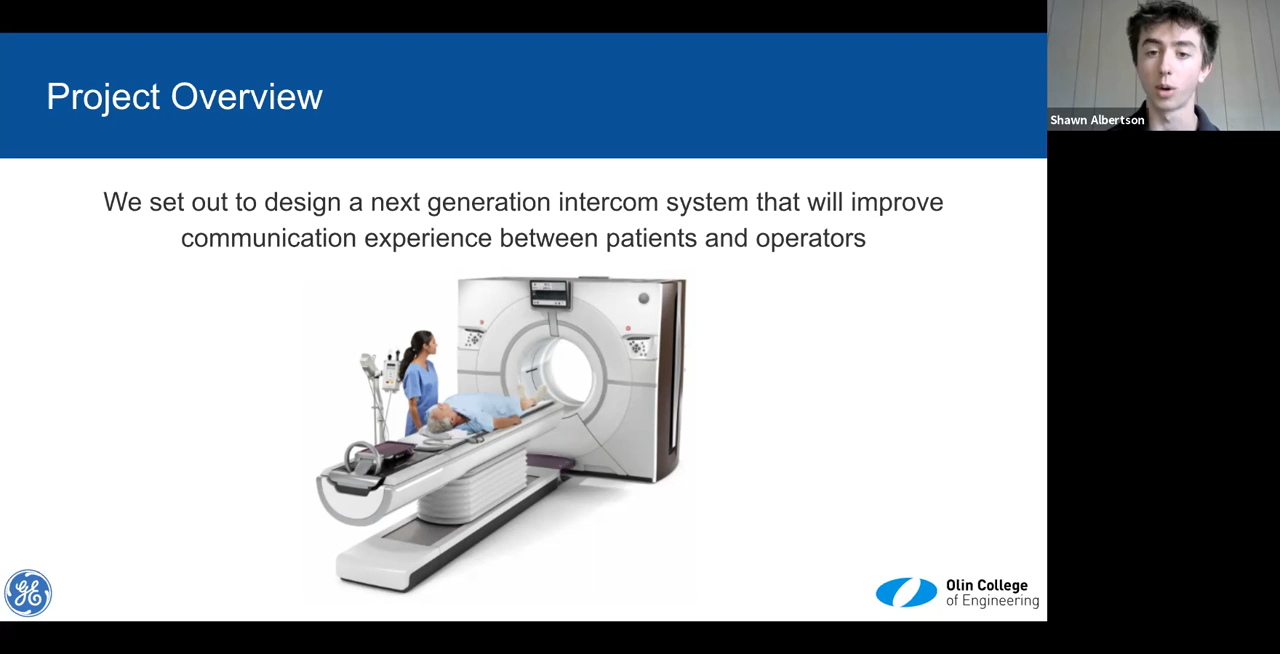 Project Overview
Shawn Albertson
We set out to design a next generation intercom system that will improve
communication experience between patients and operators
GE
Olin College
of Engineering